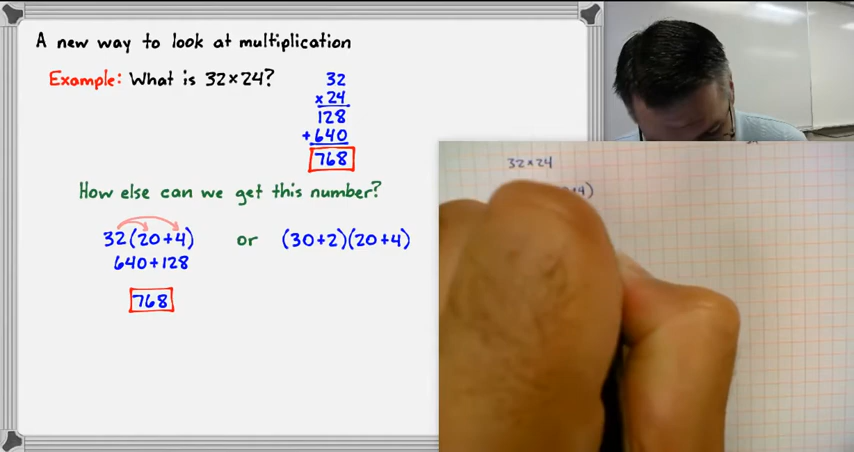 A new way to look at multiplication
Example: What is 32×24?
32
×24
128
+640
768
How else can we get this number?
32(20+4) or (30+2)(20+4)
640+128
768
32×24
+4)